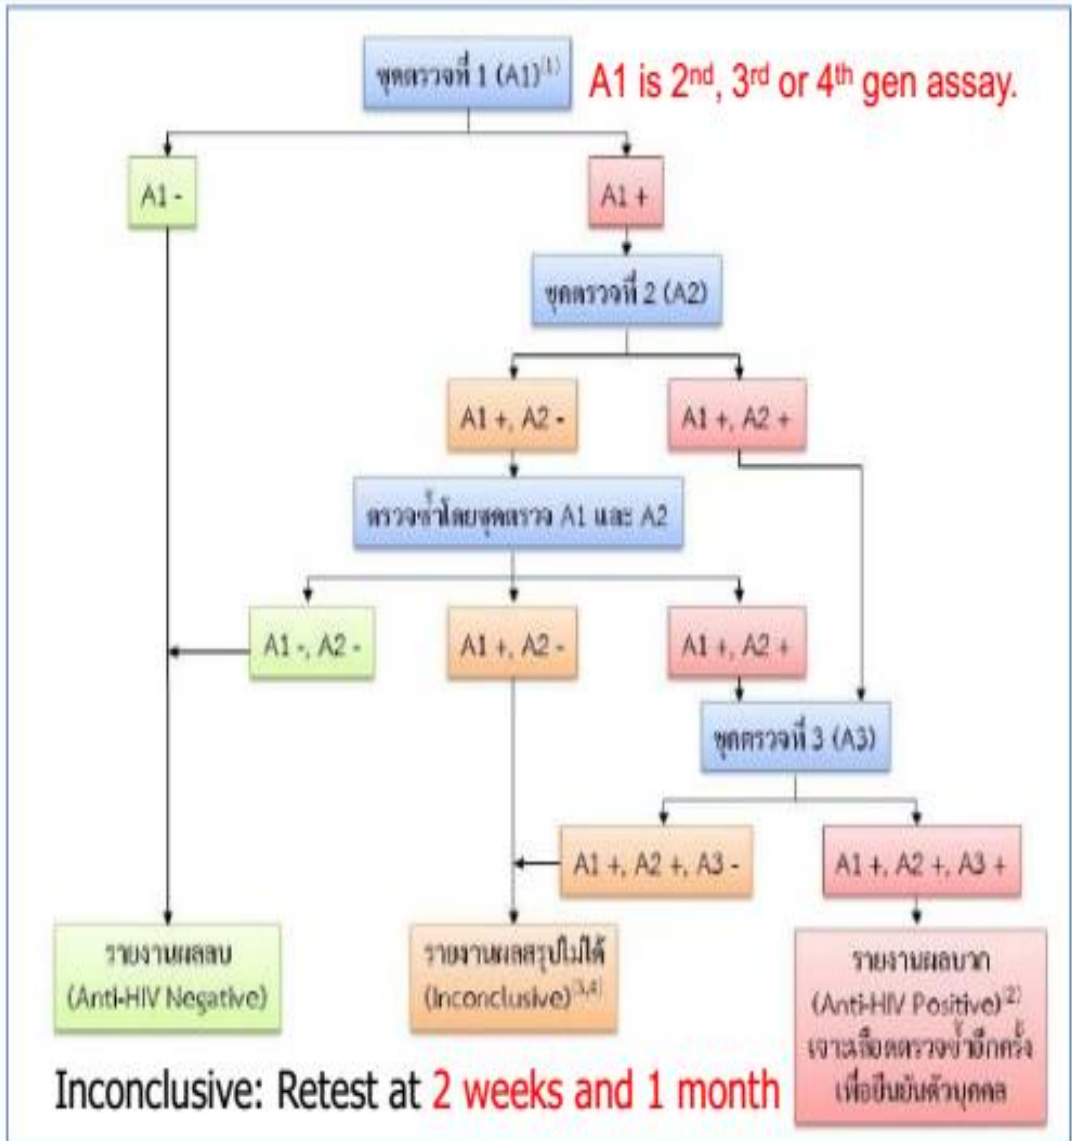 ชุดตรวจที่ 1 (A1)⁽¹⁾
A1 is 2nd, 3rd or 4th gen assay.
A1 -
A1 +
ชุดตรวจที่ 2 (A2)
A1 +, A2 -
A1 +, A2 +
ตรวจซ้ำโดยชุดตรวจ A1 และ A2
A1 -, A2 -
A1 +, A2 -
A1 +, A2 +
ชุดตรวจที่ 3 (A3)
A1 +, A2 +, A3 -
A1 +, A2 +, A3 +
รายงานผลลบ
(Anti-HIV Negative)
รายงานผลสรุปไม่ได้
(Inconclusive)⁽³,⁴⁾
รายงานผลบวก
(Anti-HIV Positive)⁽²⁾
เจาะเลือดตรวจซ้ำอีกครั้ง
เพื่อยืนยันตัวบุคคล
Inconclusive: Retest at 2 weeks and 1 month